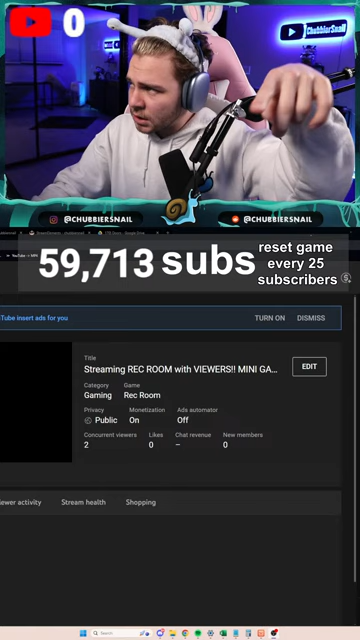 0
ChubbierSnail
@CHUBBIERSNAIL
@CHUBBIERSNAIL
59,713 subs
reset game
every 25
subscribers
Tube insert ads for you
TURN ON
DISMISS
Title
Streaming REC ROOM with VIEWERS!! MINI GA...
EDIT
Category
Game
Gaming
Rec Room
Privacy
Monetization
Ads automator
Public
On
Off
Concurrent viewers
Likes
Chat revenue
New members
2
0
–
0
ewer activity
Stream health
Shopping
Search